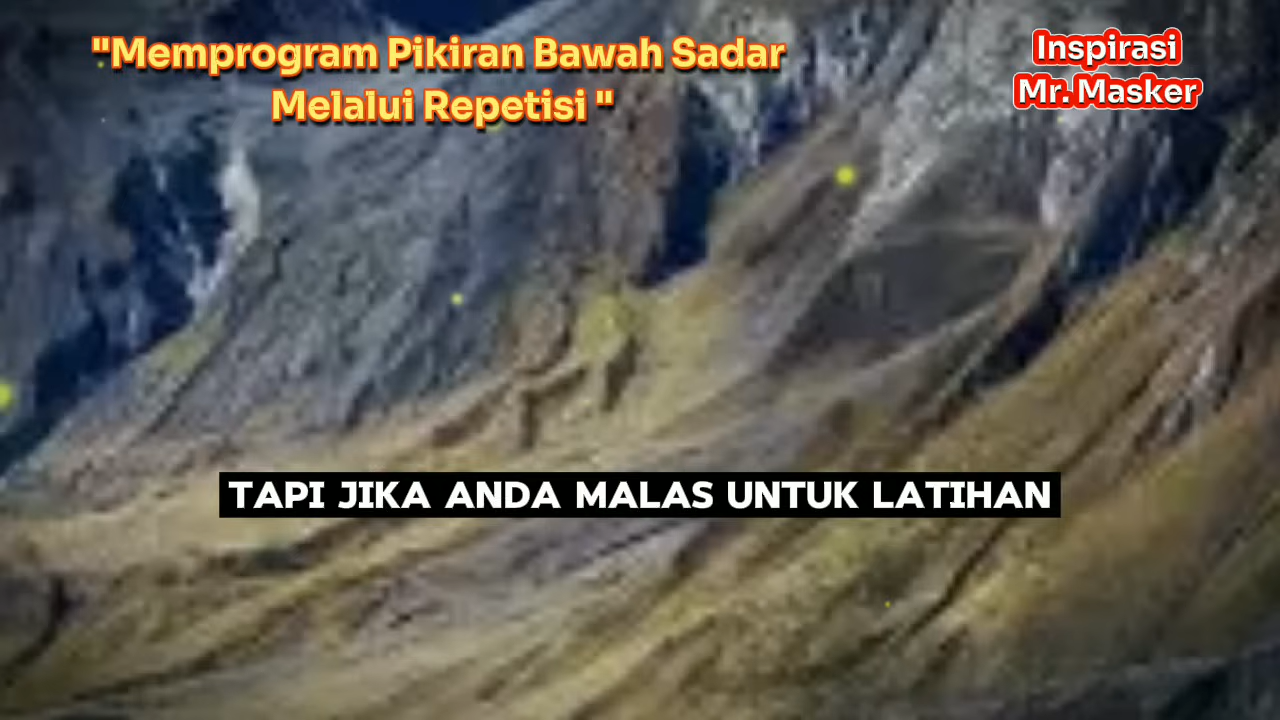 "Memprogram Pikiran Bawah Sadar
Melalui Repetisi "
Inspirasi
Mr. Masker
TAPI JIKA ANDA MALAS UNTUK LATIHAN